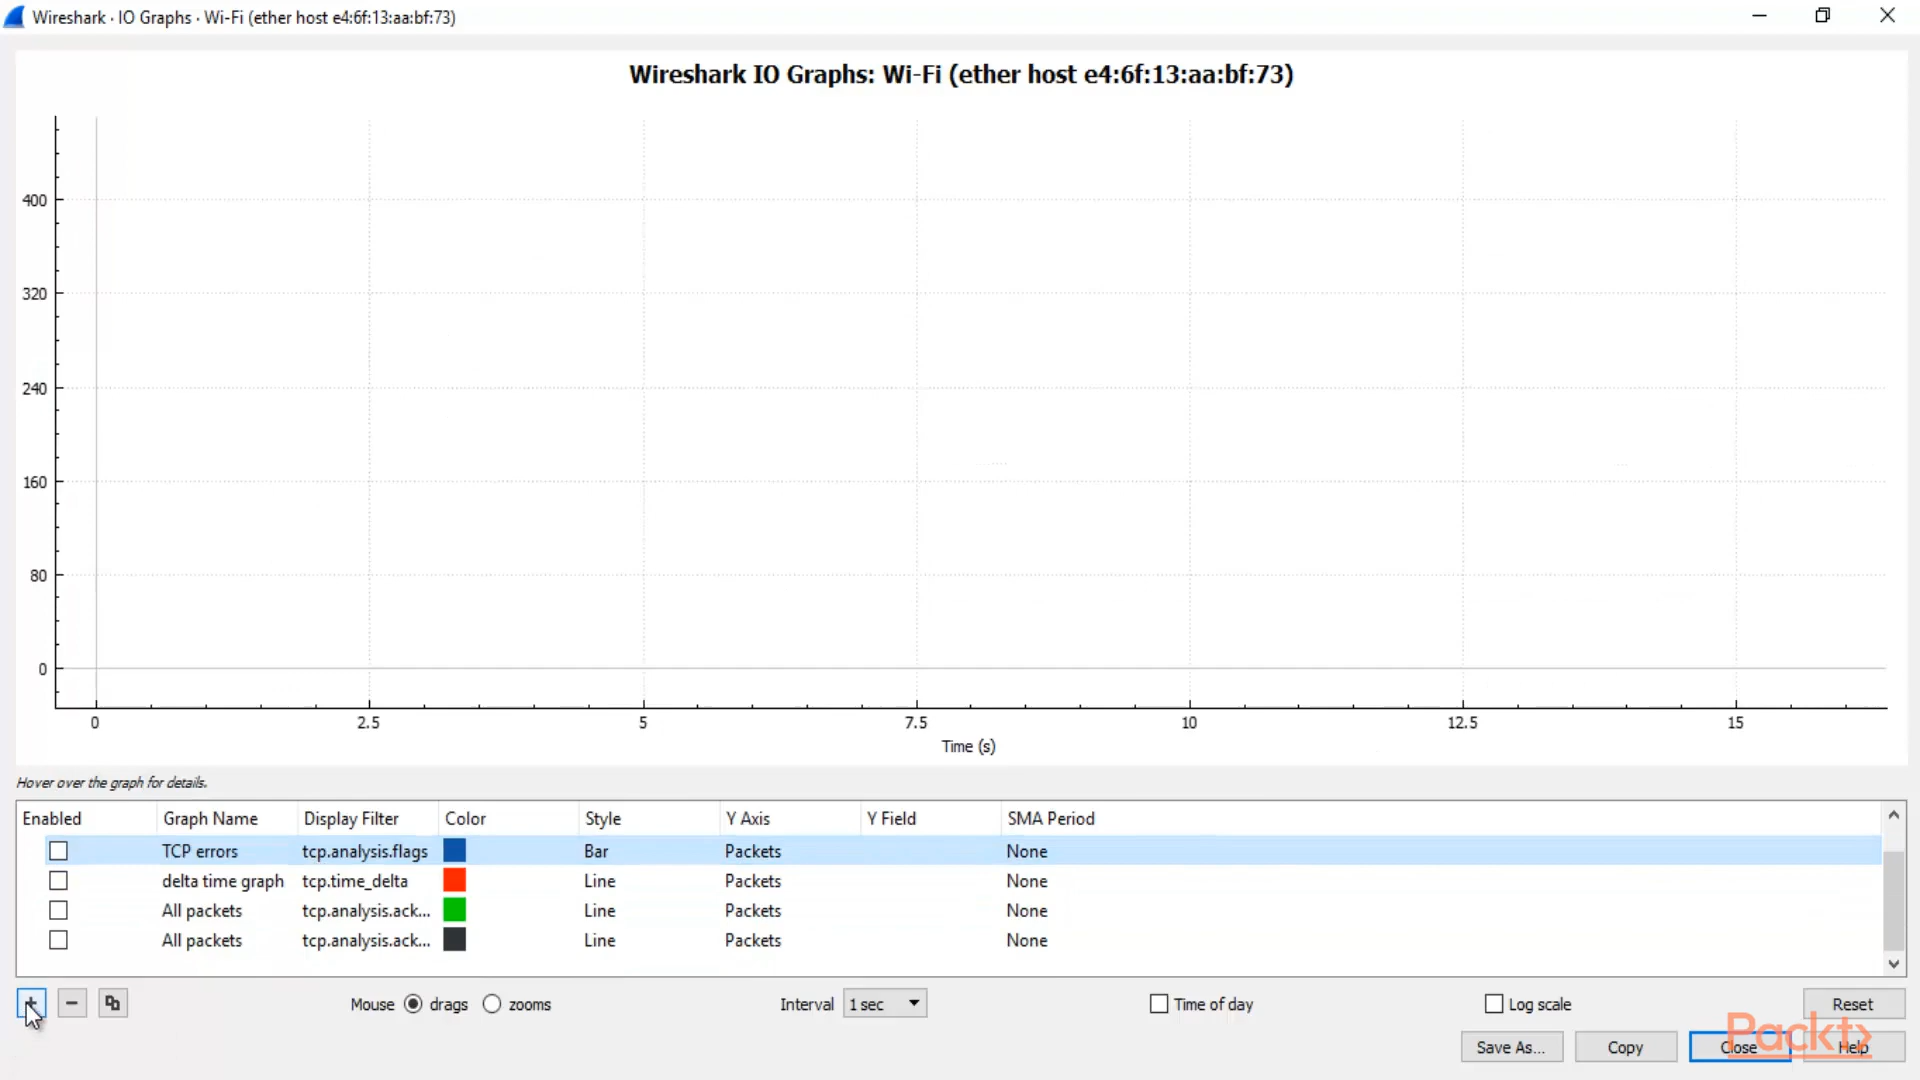 Wireshark · IO Graphs · Wi-Fi (ether host e4:6f:13:aa:bf:73)
Wireshark IO Graphs: Wi-Fi (ether host e4:6f:13:aa:bf:73)
400
320
240
160
80
0
0 2.5 5 7.5 10 12.5 15
Time (s)
Hover over the graph for details.
Enabled Graph Name Display Filter Color Style Y Axis Y Field SMA Period
TCP errors tcp.analysis.flags Bar Packets None
delta time graph tcp.time_delta Line Packets None
All packets tcp.analysis.ack... Line Packets None
All packets tcp.analysis.ack... Line Packets None
Mouse drags zooms Interval 1 sec Time of day Log scale Reset
Save As... Copy Close Help
Packt>